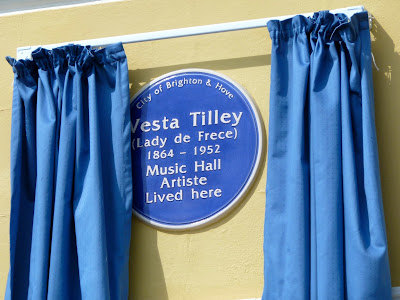 City of Brighton & Hove
Vesta Tilley
(Lady de Frece)
1864 – 1952
Music Hall
Artiste
Lived here